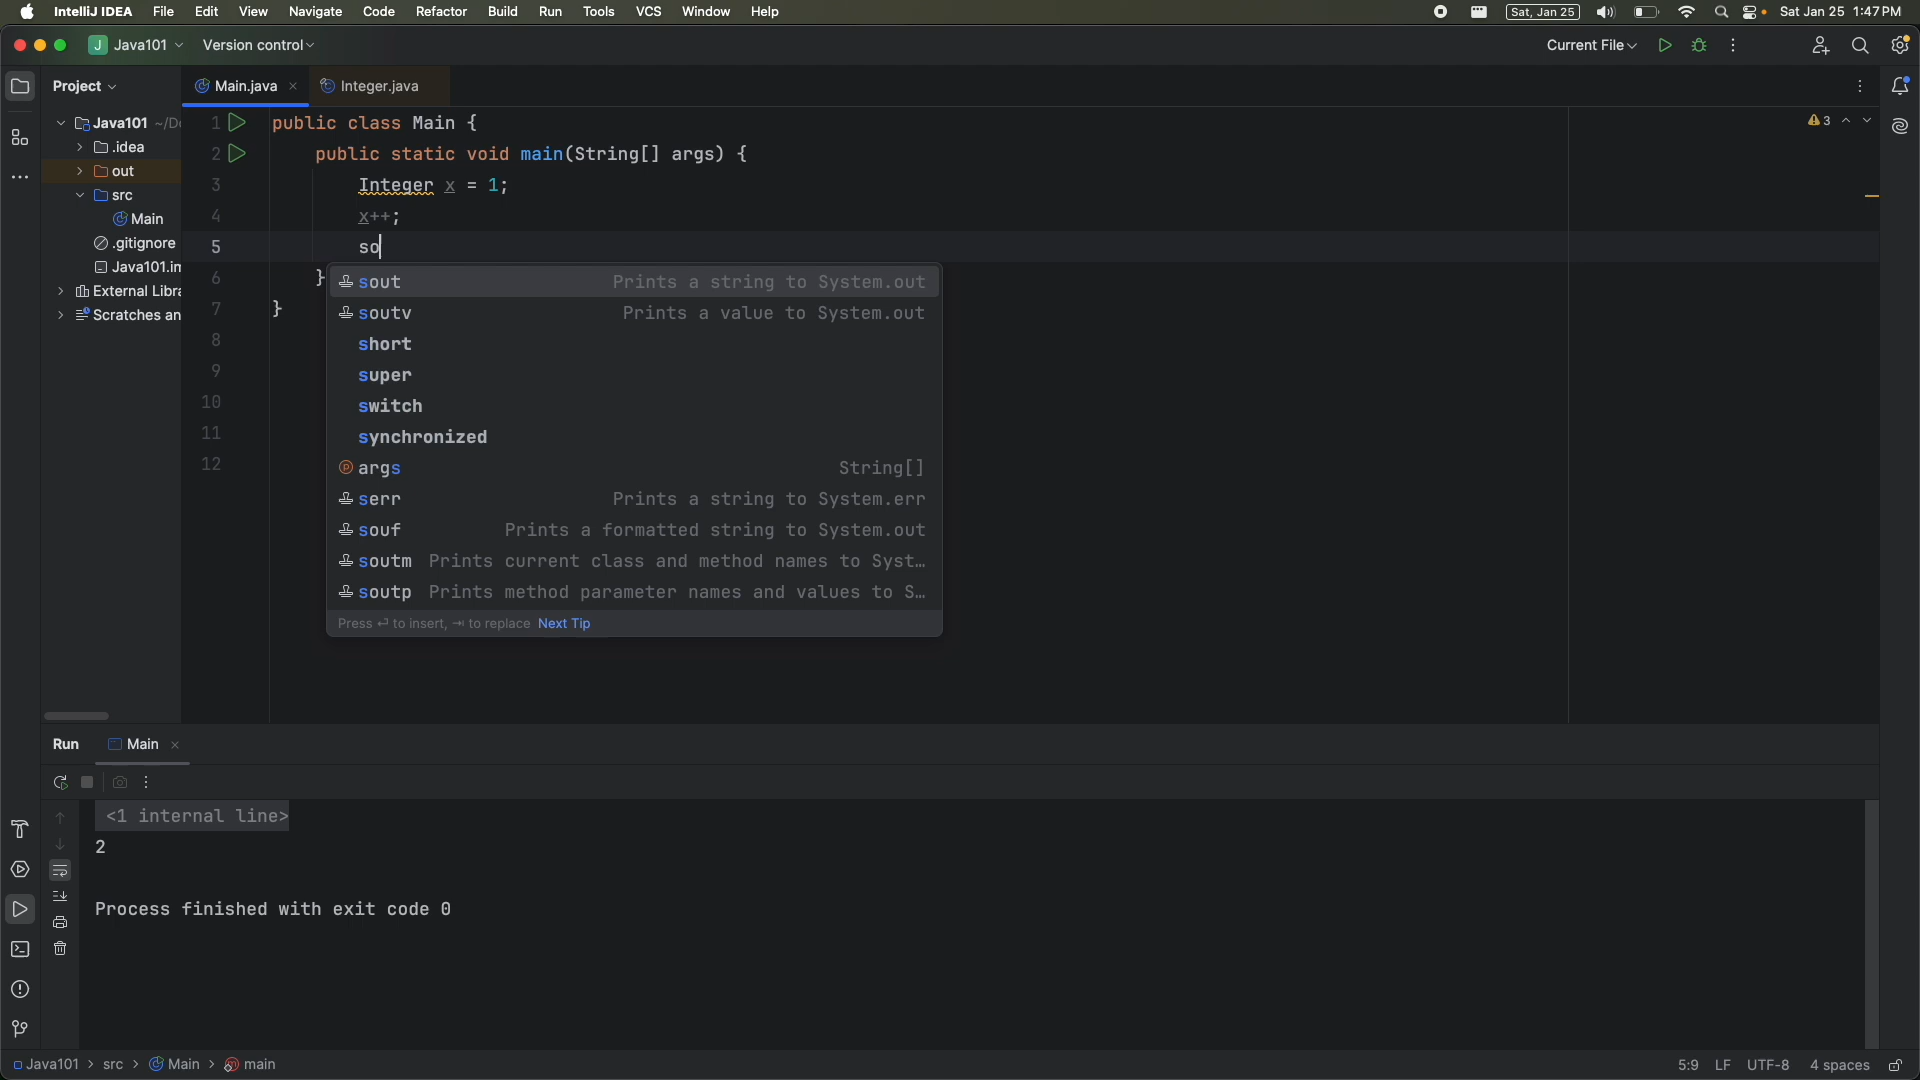 IntelliJ IDEA File Edit View Navigate Code Refactor Build Run Tools VCS Window Help Sat, Jan 25 Sat Jan 25 1:47 PM
J Java101 Version control Current File
Project Main.java Integer.java
Java101 ~/Do
.idea
out
src
Main
.gitignore
Java101.im
External Libra
Scratches an
1 public class Main {
2 public static void main(String[] args) {
3 Integer x = 1;
4 x++;
5 so
6 }
7 }
8
9
10
11
12
3
sout Prints a string to System.out
soutv Prints a value to System.out
short
super
switch
synchronized
args String[]
serr Prints a string to System.err
souf Prints a formatted string to System.out
soutm Prints current class and method names to Syst…
soutp Prints method parameter names and values to S…
Press ⏎ to insert, ⇥ to replace Next Tip
Run Main
<1 internal line>
2
Process finished with exit code 0
Java101 > src > Main > main 5:9 LF UTF-8 4 spaces